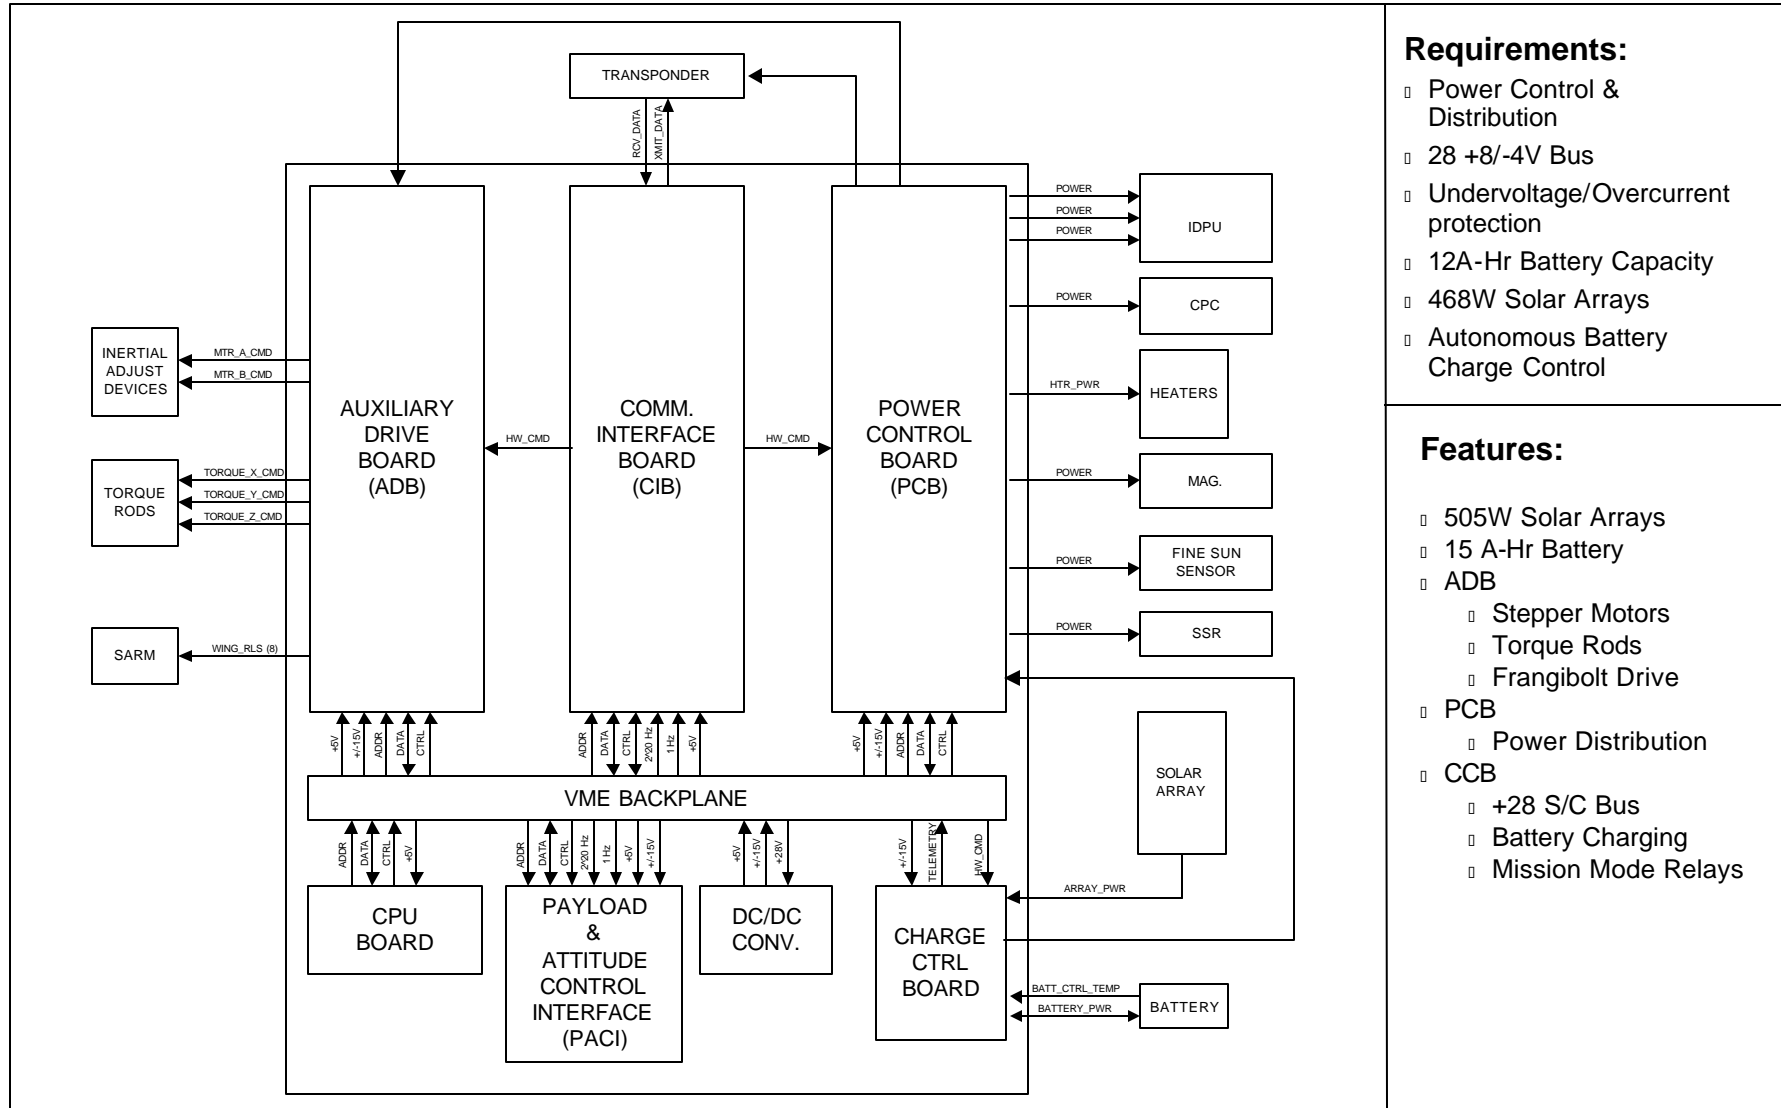 TRANSPONDER
RCV_DATA
XMIT_DATA
AUXILIARY
DRIVE
BOARD
(ADB)
COMM.
INTERFACE
BOARD
(CIB)
POWER
CONTROL
BOARD
(PCB)
HW_CMD
HW_CMD
INERTIAL
ADJUST
DEVICES
MTR_A_CMD
MTR_B_CMD
TORQUE
RODS
TORQUE_X_CMD
TORQUE_Y_CMD
TORQUE_Z_CMD
SARM
WING_RLS (8)
POWER
POWER
POWER
IDPU
POWER
CPC
HTR_PWR
HEATERS
POWER
MAG.
POWER
FINE SUN
SENSOR
POWER
SSR
+5V
+/-15V
ADDR
DATA
CTRL
ADDR
DATA
CTRL
2^20 Hz
1 Hz
+5V
+5V
+/-15V
ADDR
DATA
CTRL
VME BACKPLANE
ADDR
DATA
CTRL
+5V
ADDR
DATA
CTRL
2^20 Hz
1 Hz
+5V
+/-15V
+5V
+/-15V
+28V
+/-15V
TELEMETRY
HW_CMD
CPU
BOARD
PAYLOAD
&
ATTITUDE
CONTROL
INTERFACE
(PACI)
DC/DC
CONV.
CHARGE
CTRL
BOARD
SOLAR
ARRAY
ARRAY_PWR
BATT_CTRL_TEMP
BATTERY_PWR
BATTERY
Requirements:
Power Control &
Distribution
28 +8/-4V Bus
Undervoltage/Overcurrent
protection
12A-Hr Battery Capacity
468W Solar Arrays
Autonomous Battery
Charge Control
Features:
505W Solar Arrays
15 A-Hr Battery
ADB
Stepper Motors
Torque Rods
Frangibolt Drive
PCB
Power Distribution
CCB
+28 S/C Bus
Battery Charging
Mission Mode Relays